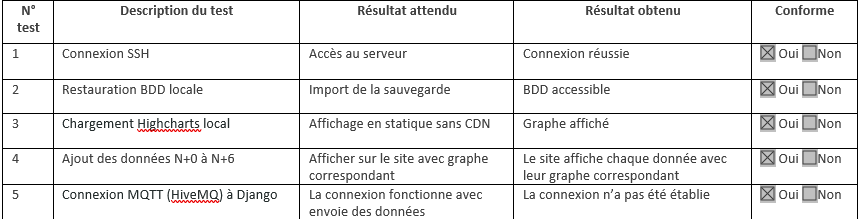 N° test Description du test Résultat attendu Résultat obtenu Conforme
1 Connexion SSH Accès au serveur Connexion réussie ☒ Oui ☐Non
2 Restauration BDD locale Import de la sauvegarde BDD accessible ☒ Oui ☐Non
3 Chargement Highcharts local Affichage en statique sans CDN Graphe affiché ☒ Oui ☐Non
4 Ajout des données N+0 à N+6 Afficher sur le site avec graphe correspondant Le site affiche chaque donnée avec leur graphe correspondant ☒ Oui ☐Non
5 Connexion MQTT (HiveMQ) à Django La connexion fonctionne avec envoie des données La connexion n'a pas été établie ☒ Oui ☐Non